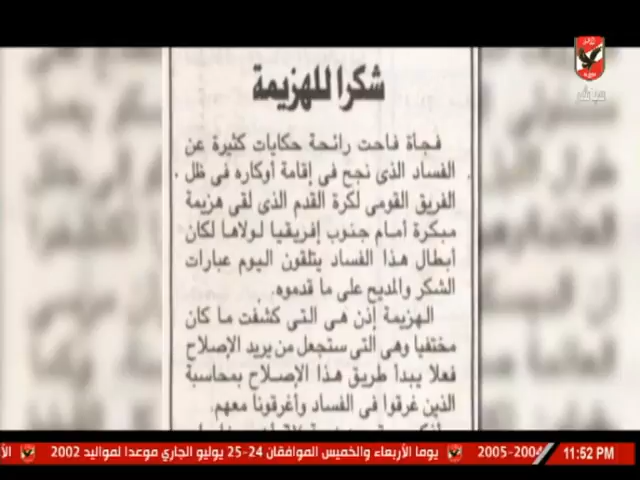 شكرا للهزيمة
فجأة فاحت رائحة حكايات كثيرة عن
الفساد الذى نجح فى إقامة أوكاره فى ظل
الفريق القومى لكرة القدم الذى لقى هزيمة
مبكرة أمام جنوب إفريقيا لولاها لكان
أبطال هذا الفساد يتلقون اليوم عبارات
الشكر والمديح على ما قدموه.
الهزيمة إذن هى التى كشفت ما كان
مختفيا وهى التى ستجعل من يريد الإصلاح
فعلا يبدأ طريق هذا الإصلاح بمحاسبة
الذين غرقوا فى الفساد وأغرقونا معهم.
مباشر
2005-2004 يوما الأربعاء والخميس الموافقان 24-25 يوليو الجاري موعدا لمواليد 2002
11:52 PM